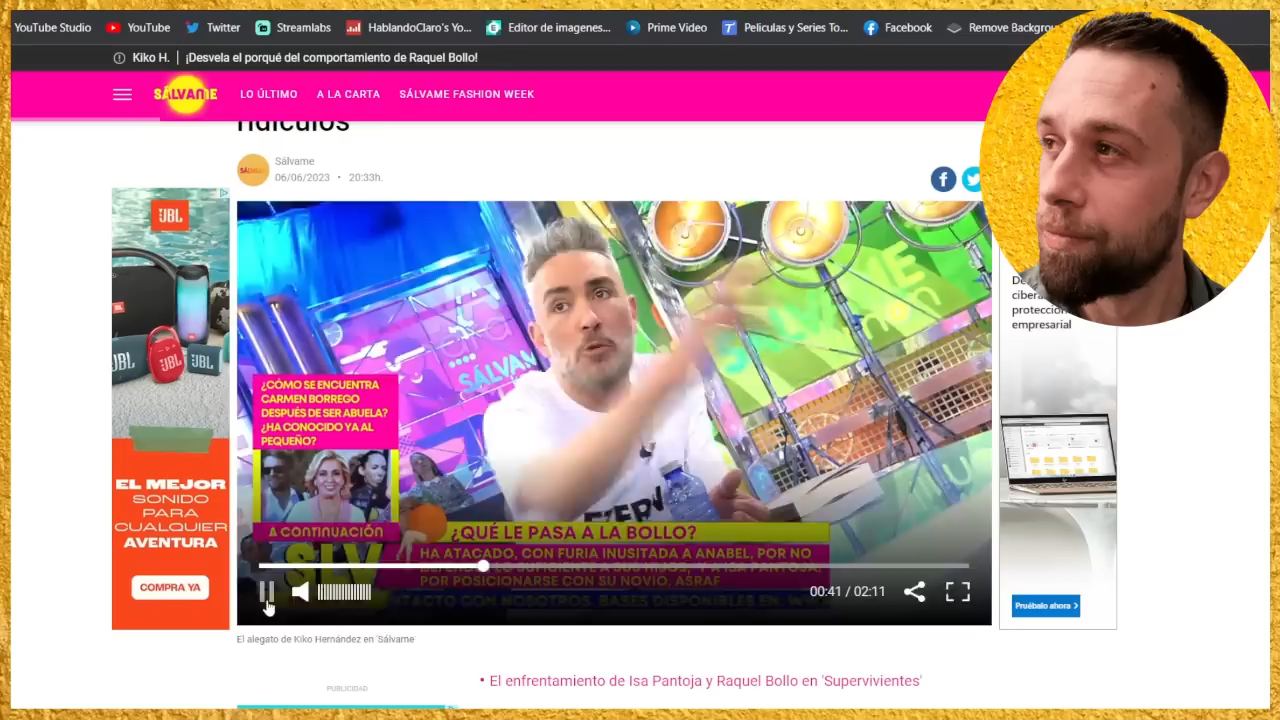 YouTube Studio
YouTube
Twitter
Streamlabs
HablandoClaro's Yo...
Editor de imagenes...
Prime Video
Peliculas y Series To...
Facebook
Remove Backgrou
Kiko H. | ¡Desvela el porqué del comportamiento de Raquel Bollo!
SÁLVAME
LO ÚLTIMO
A LA CARTA
SÁLVAME FASHION WEEK
ridículos
Sálvame
06/06/2023 • 20:33h.
JBL
JBL
JBL
EL MEJOR
SONIDO
PARA
CUALQUIER
AVENTURA
COMPRA YA
SÁLVAME
¿CÓMO SE ENCUENTRA
CARMEN BORREGO
DESPUÉS DE SER ABUELA?
¿HA CONOCIDO YA AL
PEQUEÑO?
A CONTINUACIÓN
SLV
¿QUÉ LE PASA A LA BOLLO?
HA ATACADO, CON FURIA INUSITADA A ANABEL, POR NO
POR POSICIONARSE CON SU NOVIO, ASRAF
00:41 / 02:11
protección
empresarial
Pruébalo ahora
El alegato de Kiko Hernández en 'Sálvame'
PUBLICIDAD
• El enfrentamiento de Isa Pantoja y Raquel Bollo en 'Supervivientes'